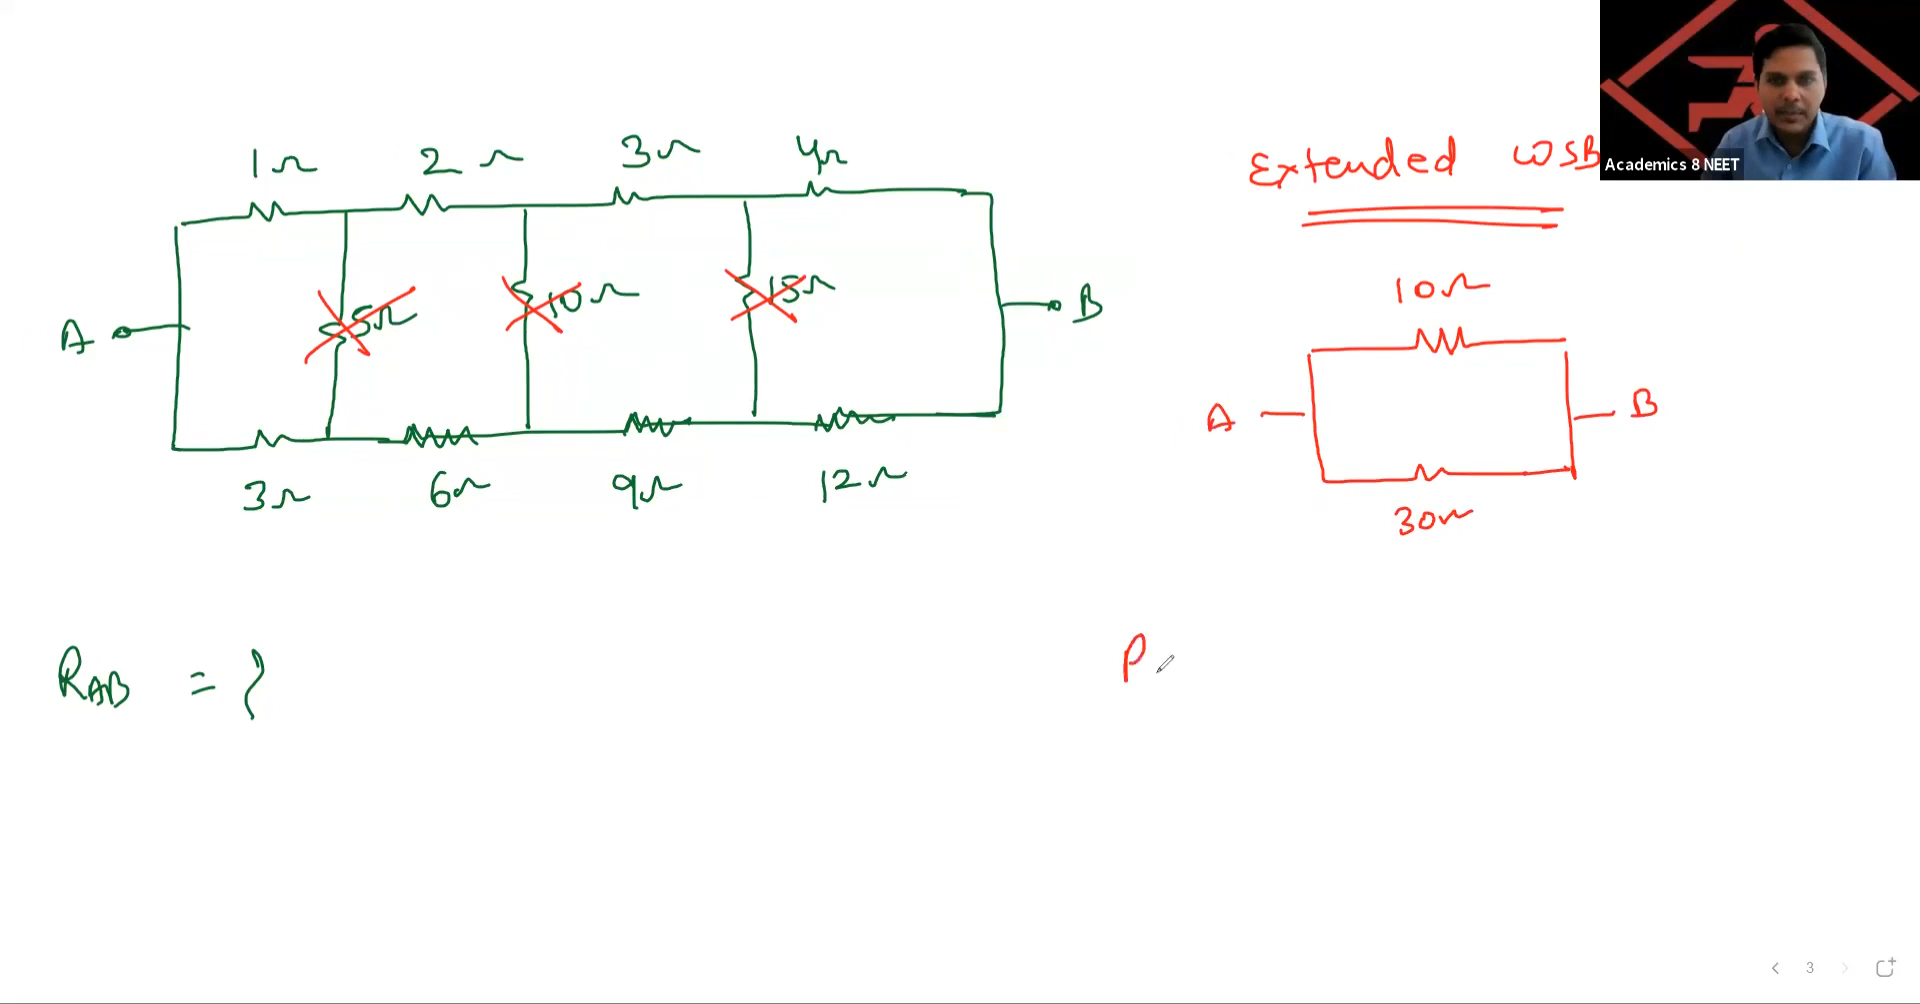 1Ω 2Ω 3Ω 4Ω
5Ω 10Ω 15Ω
A B
3Ω 6Ω 9Ω 12Ω
R_AB = ?
Extended WSB
Academics 8 NEET
10Ω
A B
30Ω
P
3